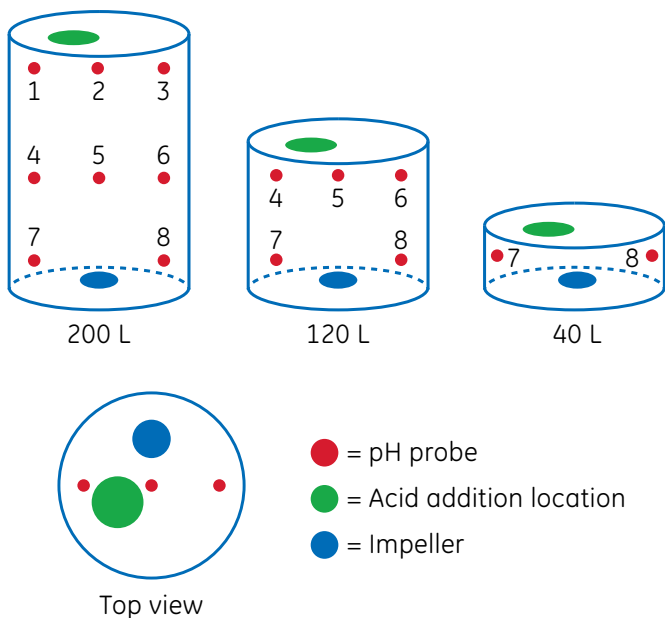 1 2 3
4 5 6
7 8
200 L
4 5 6
7 8
120 L
7 8
40 L
Top view
= pH probe
= Acid addition location
= Impeller